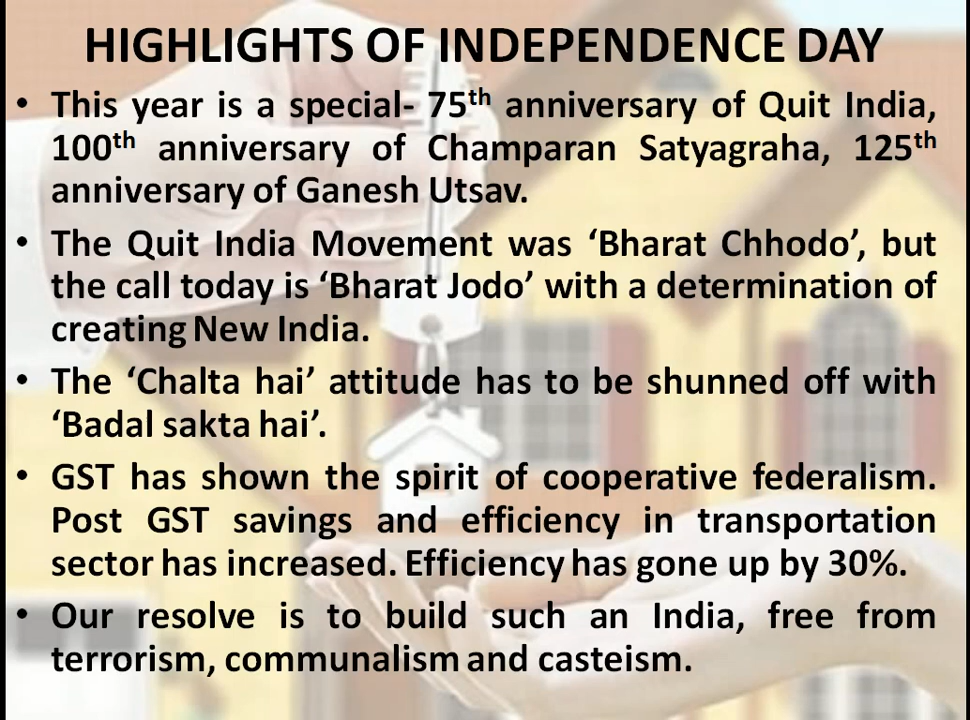 HIGHLIGHTS OF INDEPENDENCE DAY
• This year is a special- 75th anniversary of Quit India,
100th anniversary of Champaran Satyagraha, 125th
anniversary of Ganesh Utsav.
• The Quit India Movement was ‘Bharat Chhodo’, but
the call today is ‘Bharat Jodo’ with a determination of
creating New India.
• The ‘Chalta hai’ attitude has to be shunned off with
‘Badal sakta hai’.
• GST has shown the spirit of cooperative federalism.
Post GST savings and efficiency in transportation
sector has increased. Efficiency has gone up by 30%.
• Our resolve is to build such an India, free from
terrorism, communalism and casteism.